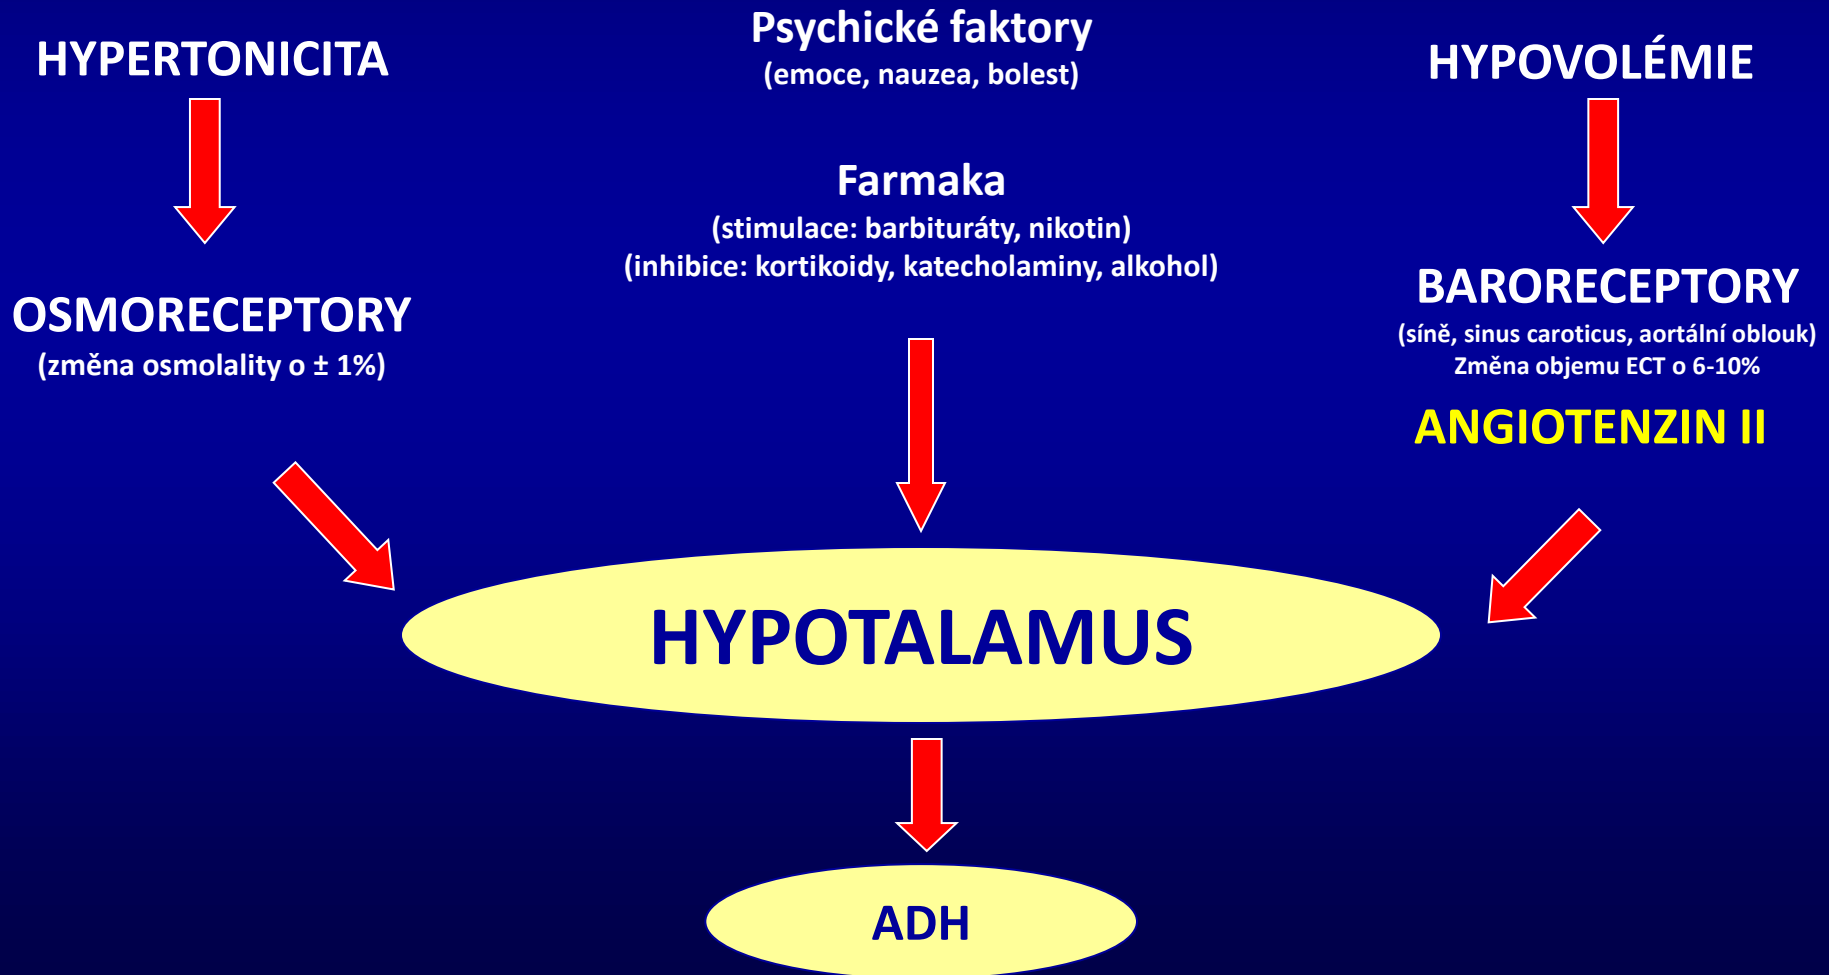 HYPERTONICITA
OSMORECEPTORY
(změna osmolality o ± 1%)
Psychické faktory
(emoce, nauzea, bolest)
Farmaka
(stimulace: barbituráty, nikotin)
(inhibice: kortikoidy, katecholaminy, alkohol)
HYPOVOLÉMIE
BARORECEPTORY
(síně, sinus caroticus, aortální oblouk)
Změna objemu ECT o 6-10%
ANGIOTENZIN II
HYPOTALAMUS
ADH